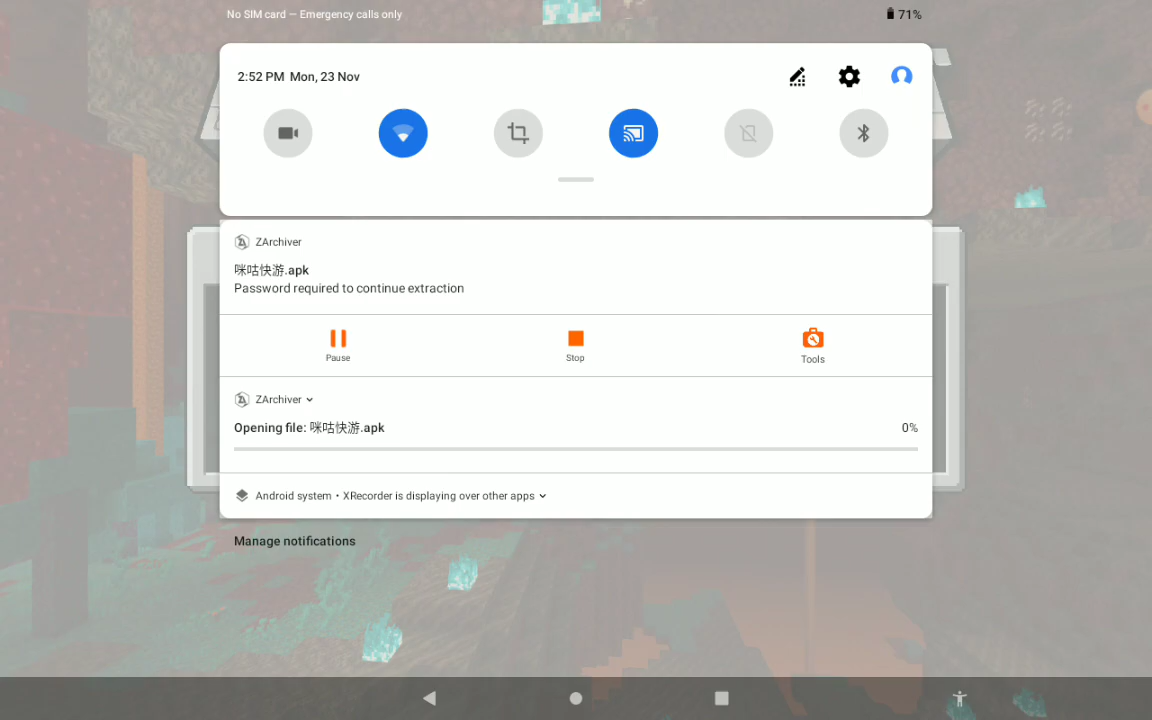 No SIM card — Emergency calls only
71%
2:52 PM Mon, 23 Nov
ZArchiver
咪咕快游.apk
Password required to continue extraction
Pause
Stop
Tools
ZArchiver
Opening file: 咪咕快游.apk
0%
Android system • XRecorder is displaying over other apps
Manage notifications